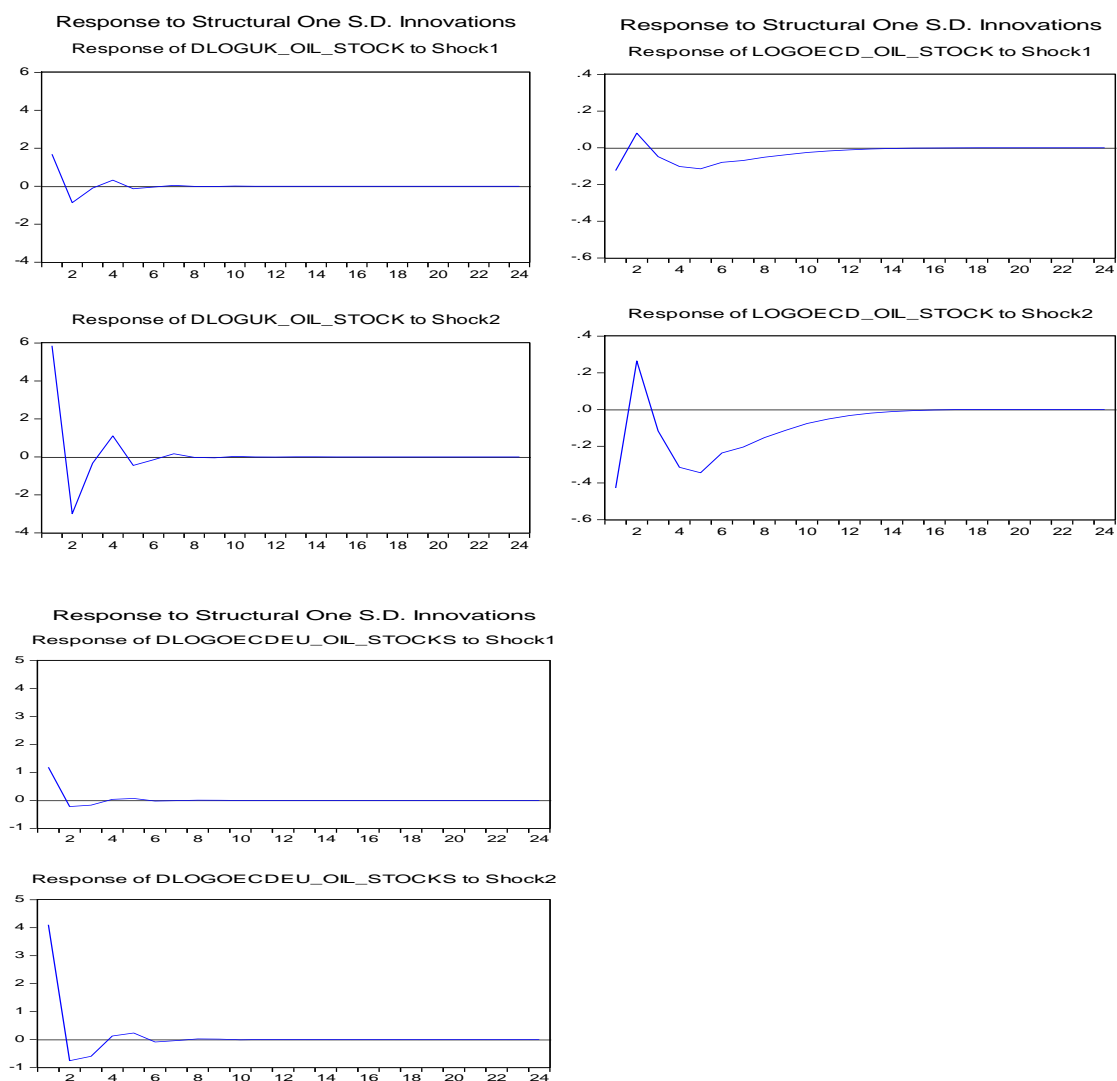 Response to Structural One S.D. Innovations
Response of DLOGUK_OIL_STOCK to Shock1
6
4
2
0
-2
-4
2 4 6 8 10 12 14 16 18 20 22 24
Response of DLOGUK_OIL_STOCK to Shock2
6
4
2
0
-2
-4
2 4 6 8 10 12 14 16 18 20 22 24
Response to Structural One S.D. Innovations
Response of LOGOECD_OIL_STOCK to Shock1
.4
.2
.0
-.2
-.4
-.6
2 4 6 8 10 12 14 16 18 20 22 24
Response of LOGOECD_OIL_STOCK to Shock2
.4
.2
.0
-.2
-.4
-.6
2 4 6 8 10 12 14 16 18 20 22 24
Response to Structural One S.D. Innovations
Response of DLOGOECDEU_OIL_STOCKS to Shock1
5
4
3
2
1
0
-1
2 4 6 8 10 12 14 16 18 20 22 24
Response of DLOGOECDEU_OIL_STOCKS to Shock2
5
4
3
2
1
0
-1
2 4 6 8 10 12 14 16 18 20 22 24